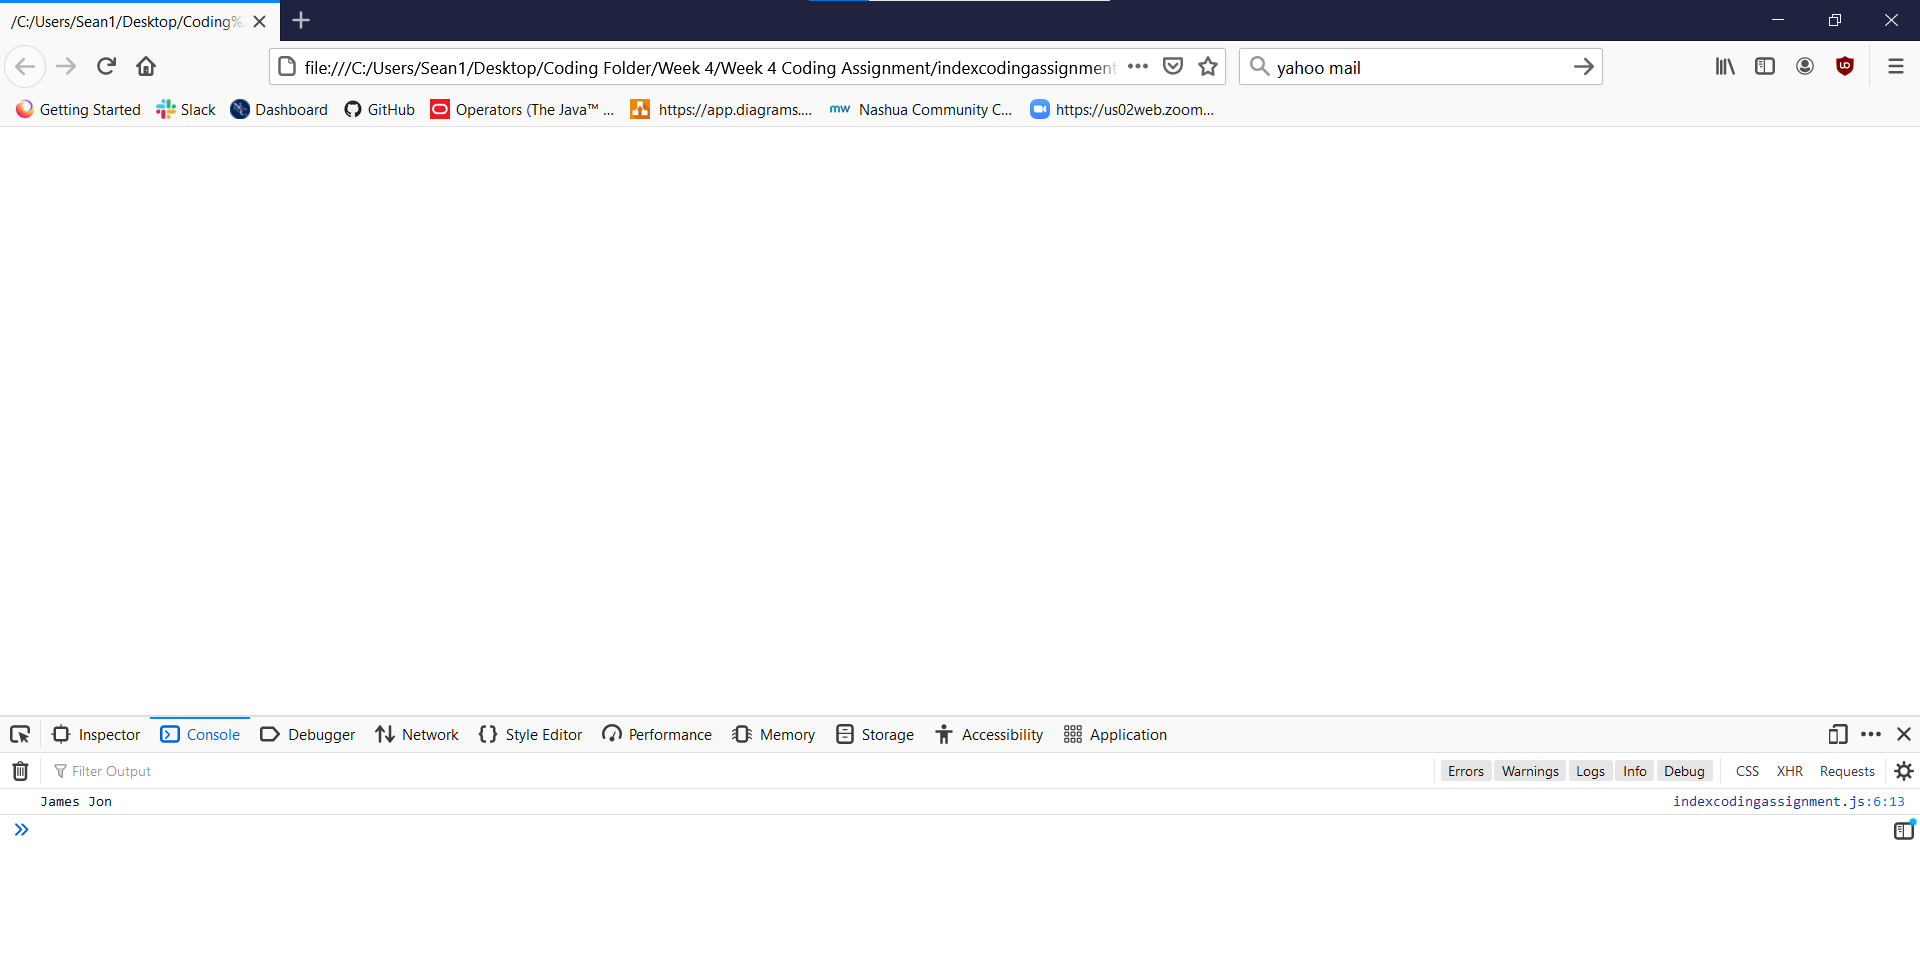 /C:/Users/Sean1/Desktop/Coding%
file:///C:/Users/Sean1/Desktop/Coding Folder/Week 4/Week 4 Coding Assignment/indexcodingassignment
yahoo mail
Getting Started Slack Dashboard GitHub Operators (The Java™ ... https://app.diagrams.... mw Nashua Community C... https://us02web.zoom...
Inspector Console Debugger Network Style Editor Performance Memory Storage Accessibility Application
Filter Output Errors Warnings Logs Info Debug CSS XHR Requests
James Jon indexcodingassignment.js:6:13